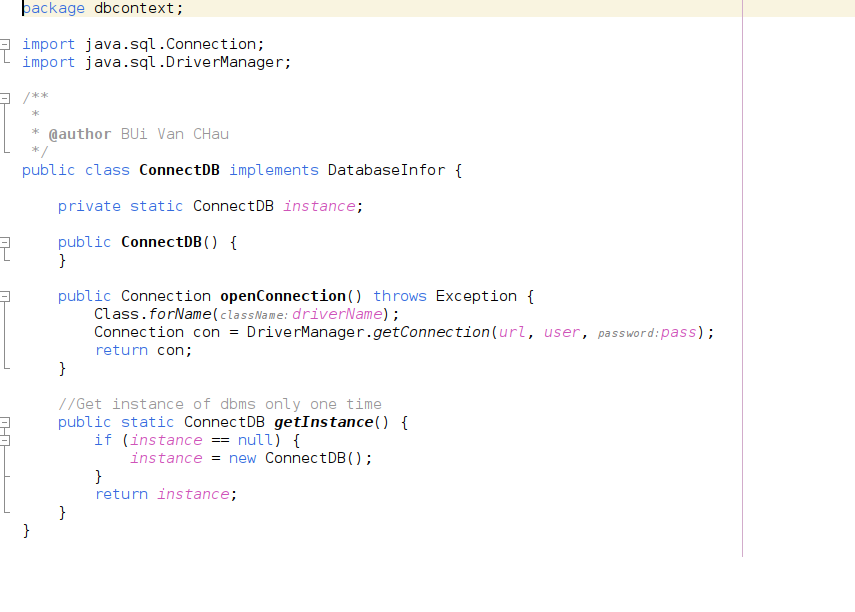 package dbcontext;
import java.sql.Connection;
import java.sql.DriverManager;
/**
 *
 * @author BUi Van CHau
 */
public class ConnectDB implements DatabaseInfor {
    private static ConnectDB instance;
    public ConnectDB() {
    }
    public Connection openConnection() throws Exception {
        Class.forName(className:driverName);
        Connection con = DriverManager.getConnection(url, user, password:pass);
        return con;
    }
    //Get instance of dbms only one time
    public static ConnectDB getInstance() {
        if (instance == null) {
            instance = new ConnectDB();
        }
        return instance;
    }
}